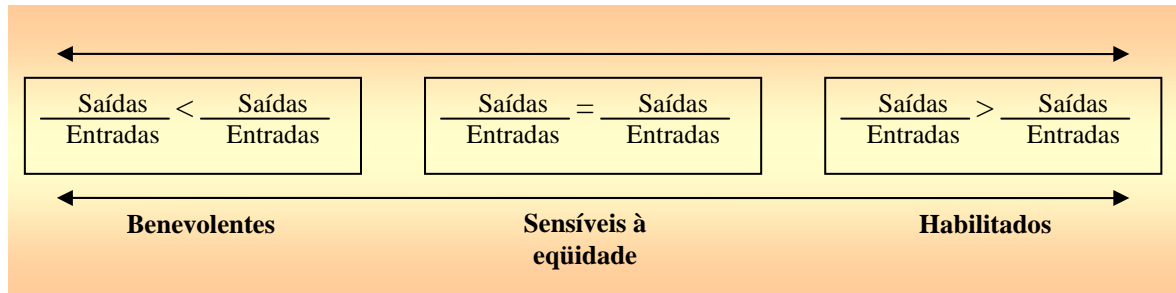 Saídas < Saídas
Entradas Entradas
Saídas = Saídas
Entradas Entradas
Saídas > Saídas
Entradas Entradas
Benevolentes
Sensíveis à
eqüidade
Habilitados